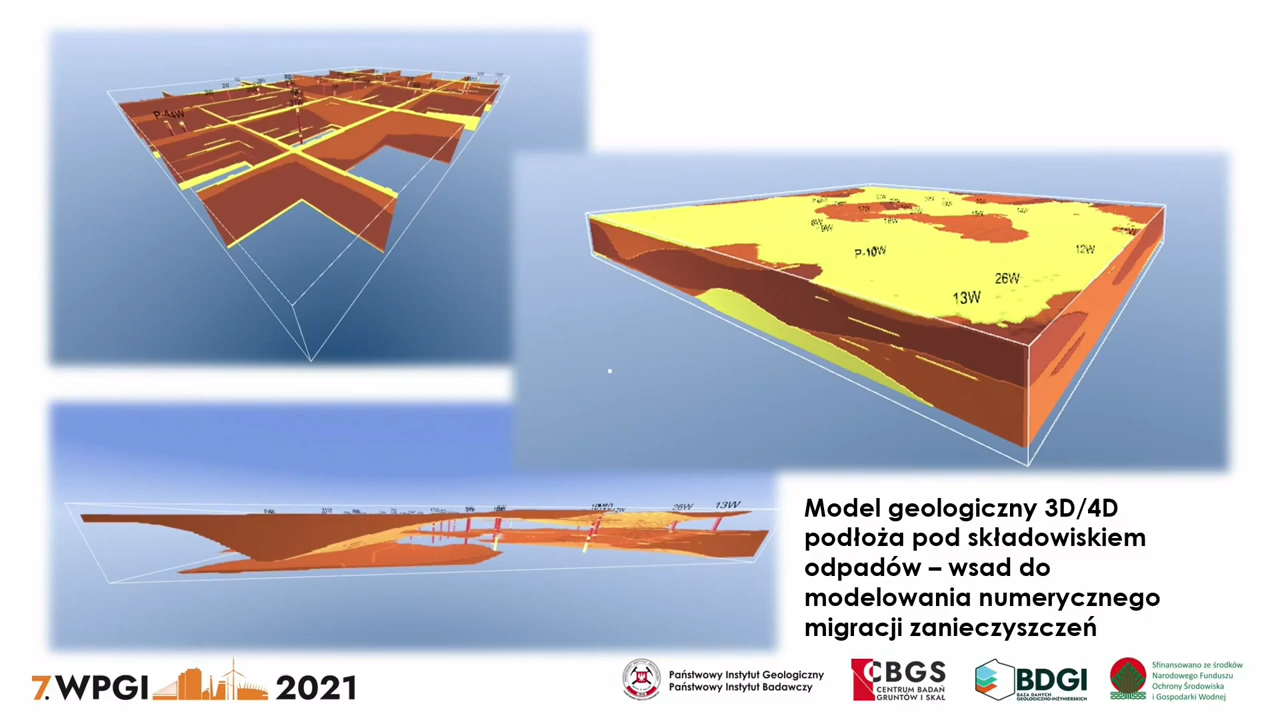 P-44W
P-10W
12W
26W
13W
26W
13W
Model geologiczny 3D/4D
podłoża pod składowiskiem
odpadów – wsad do
modelowania numerycznego
migracji zanieczyszczeń
7. WPGI 2021
Państwowy Instytut Geologiczny
Państwowy Instytut Badawczy
CBGS
CENTRUM BADAŃ
GRUNTÓW I SKAŁ
BDGI
BAZA DANYCH
GEOLOGICZNO-INŻYNIERSKICH
Sfinansowano ze środków
Narodowego Funduszu
Ochrony Środowiska
i Gospodarki Wodnej